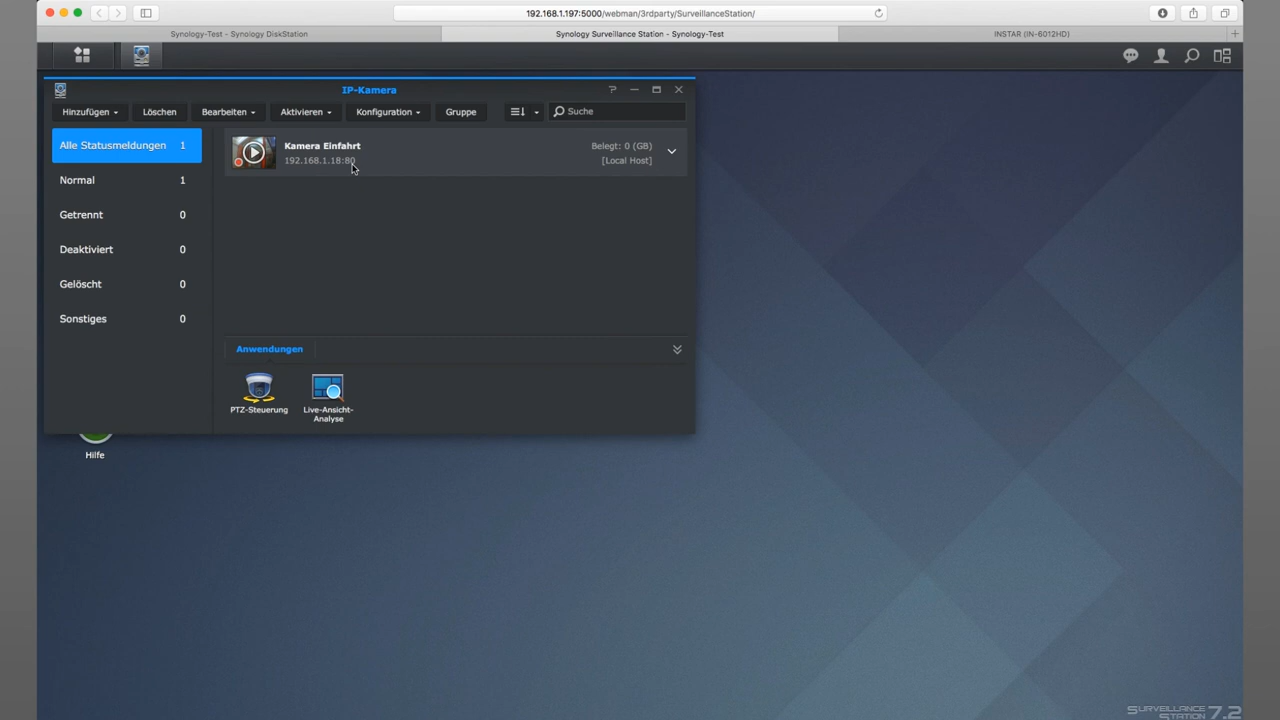 192.168.1.197:5000/webman/3rdparty/SurveillanceStation/
Synology-Test - Synology DiskStation
Synology Surveillance Station - Synology-Test
INSTAR (IN-6012HD)
IP-Kamera
Hinzufügen
Löschen
Bearbeiten
Aktivieren
Konfiguration
Gruppe
Suche
Alle Statusmeldungen 1
Normal 1
Getrennt 0
Deaktiviert 0
Gelöscht 0
Sonstiges 0
Kamera Einfahrt
192.168.1.18:80
Belegt: 0 (GB)
[Local Host]
Anwendungen
PTZ-Steuerung
Live-Ansicht-
Analyse
Hilfe
SURVEILLANCE
STATION 7.2